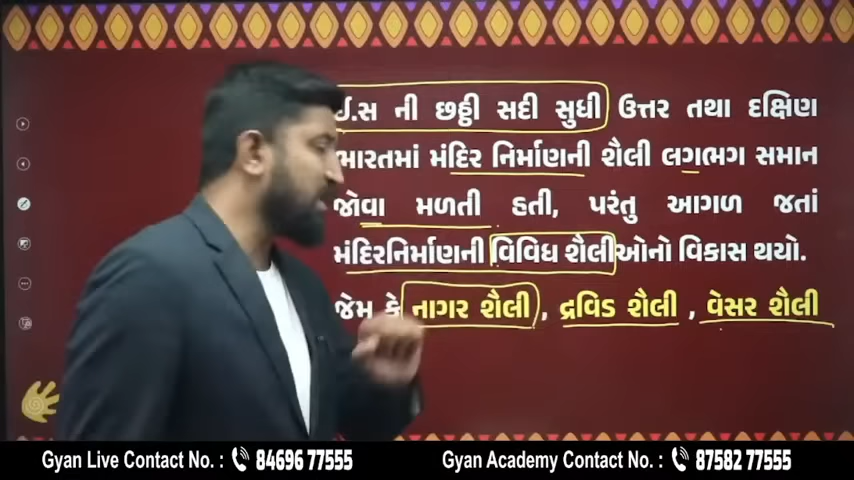 ઈ.સ ની છઠ્ઠી સદી સુધી ઉત્તર તથા દક્ષિણ
ભારતમાં મંદિર નિર્માણની શૈલી લગભગ સમાન
જોવા મળતી હતી, પરંતુ આગળ જતાં
મંદિરનિર્માણની વિવિધ શૈલીઓનો વિકાસ થયો.
જેમ કે નાગર શૈલી , દ્રવિડ શૈલી , વેસર શૈલી
Gyan Live Contact No. : 84696 77555
Gyan Academy Contact No. : 87582 77555